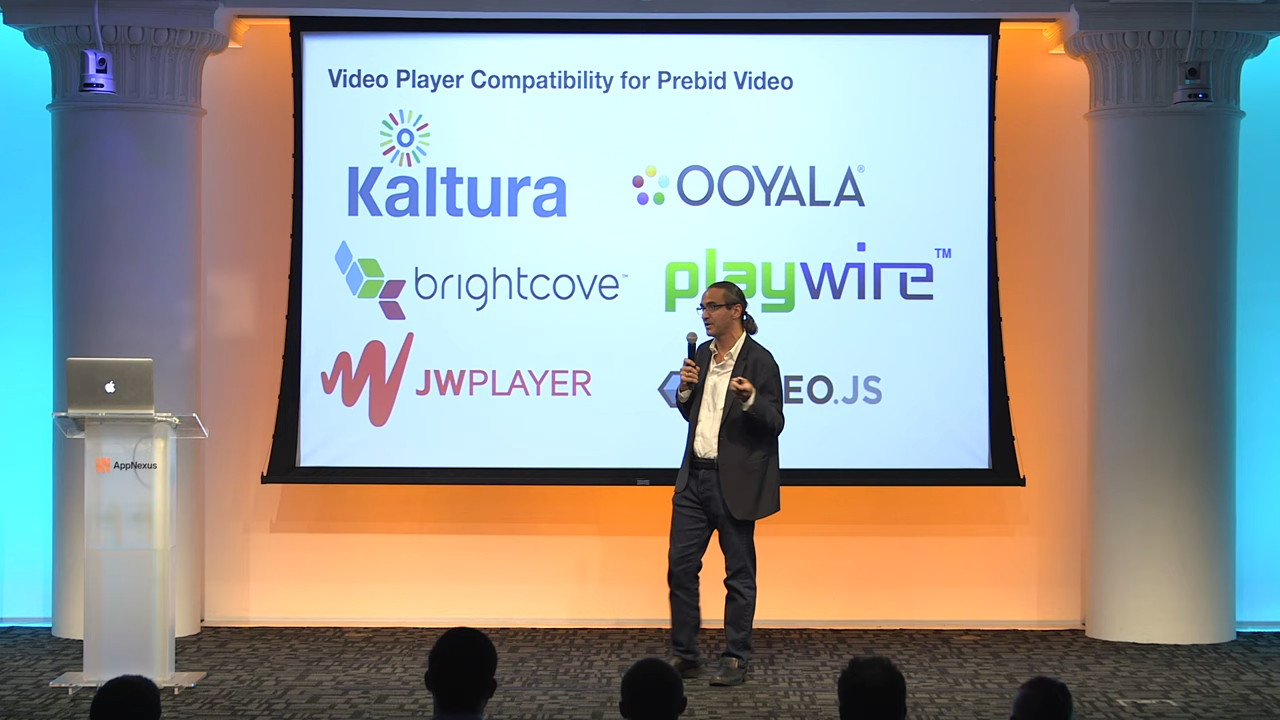 Video Player Compatibility for Prebid Video
Kaltura
OOYALA®
brightcove™
playwire™
JWPLAYER
EO.JS
AppNexus